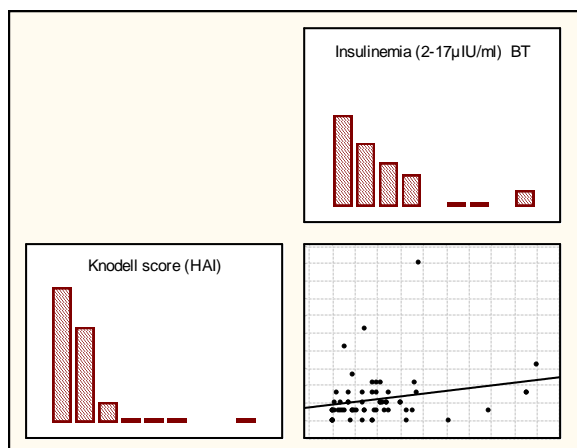 Insulinemia (2-17µIU/ml) BT
Knodell score (HAI)